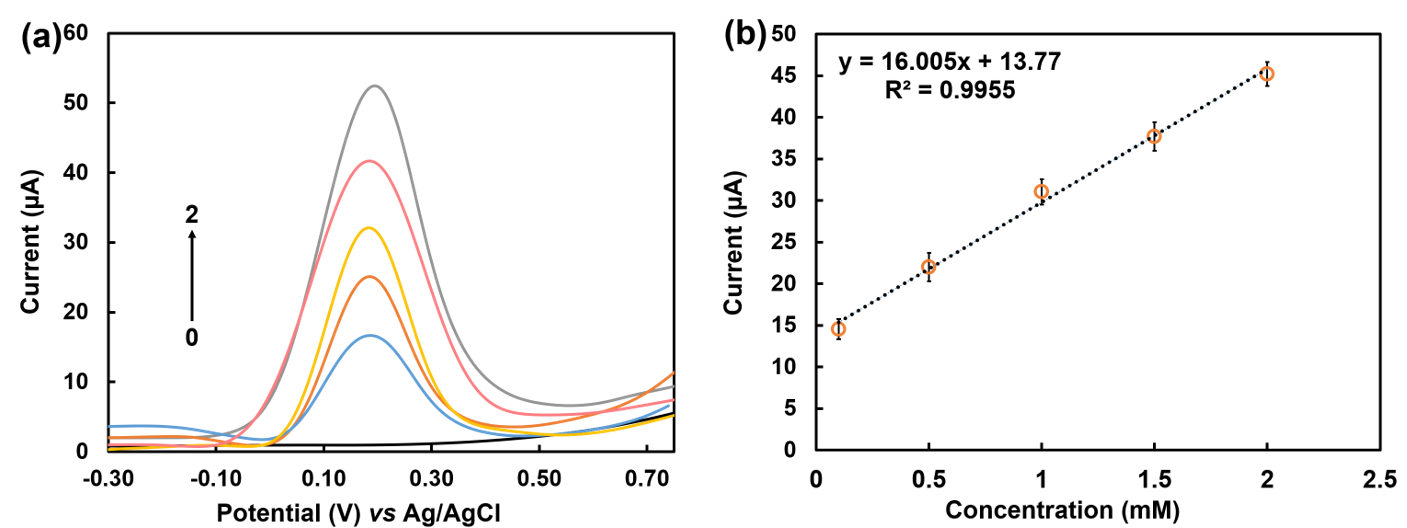 (a)
60
50
40
30
20
10
0
Current (µA)
2
0
-0.30 -0.10 0.10 0.30 0.50 0.70
Potential (V) vs Ag/AgCl
(b)
y = 16.005x + 13.77
R² = 0.9955
50
45
40
35
30
25
20
15
10
5
0
Current (µA)
0 0.5 1 1.5 2 2.5
Concentration (mM)